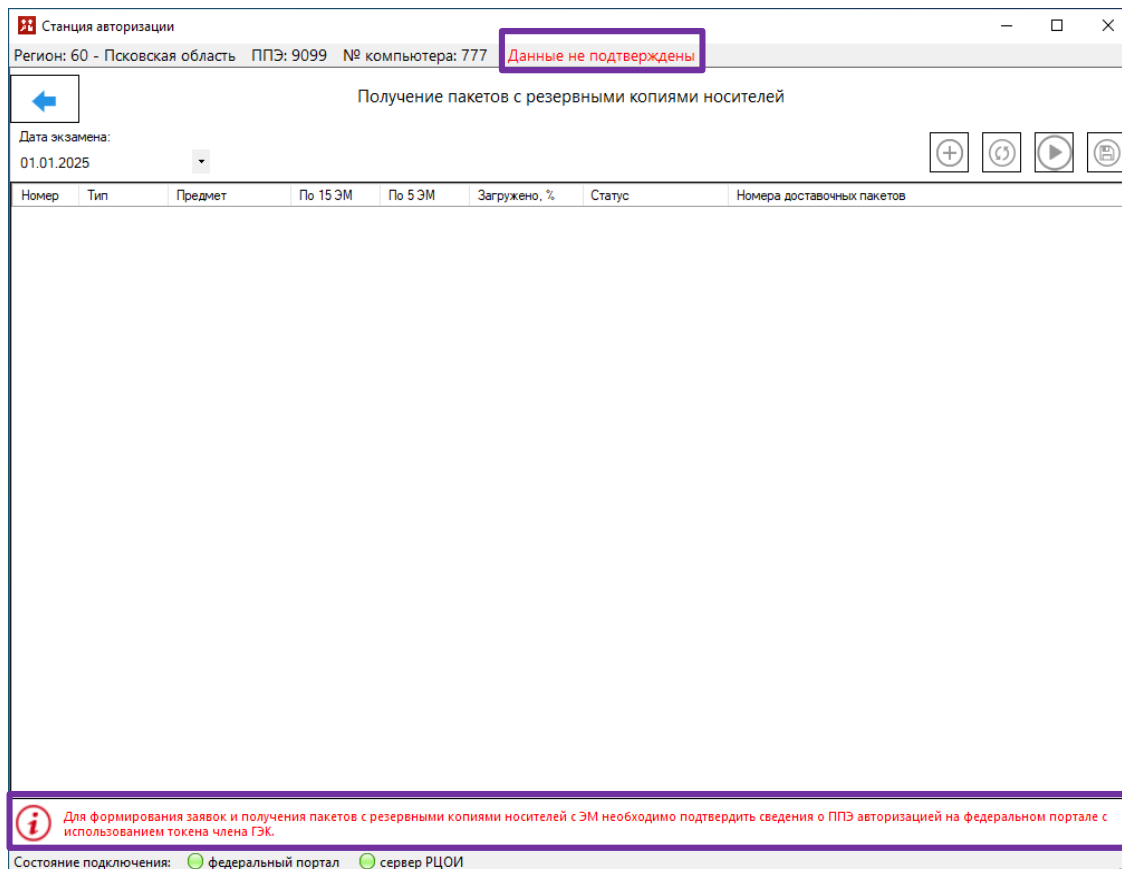 Станция авторизации
Регион: 60 - Псковская область ППЭ: 9099 № компьютера: 777 Данные не подтверждены
Получение пакетов с резервными копиями носителей
Дата экзамена:
01.01.2025
Номер Тип Предмет По 15 ЭМ По 5 ЭМ Загружено, % Статус Номера доставочных пакетов
Для формирования заявок и получения пакетов с резервными копиями носителей с ЭМ необходимо подтвердить сведения о ППЭ авторизацией на федеральном портале с
использованием токена члена ГЭК.
Состояние подключения: федеральный портал сервер РЦОИ